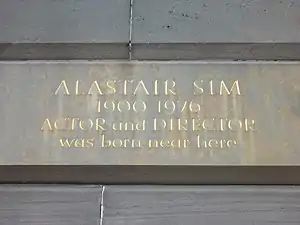 ALASTAIR SIM
1900 1976
ACTOR and DIRECTOR
was born near here